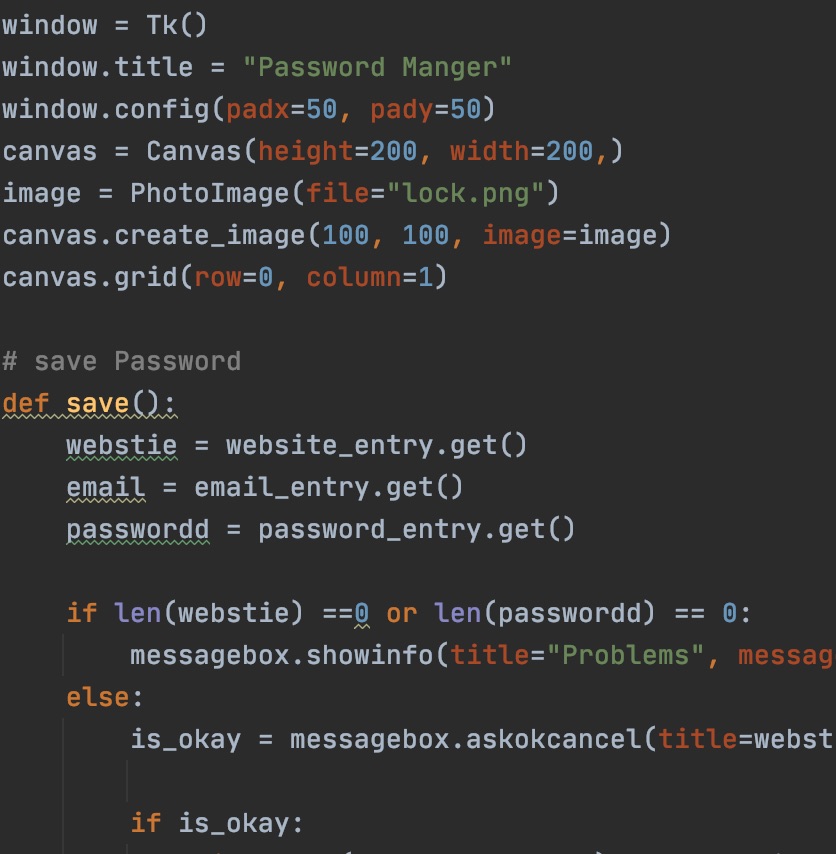 window = Tk()
window.title = "Password Manger"
window.config(padx=50, pady=50)
canvas = Canvas(height=200, width=200,)
image = PhotoImage(file="lock.png")
canvas.create_image(100, 100, image=image)
canvas.grid(row=0, column=1)
# save Password
def save():
webstie = website_entry.get()
email = email_entry.get()
passwordd = password_entry.get()
if len(webstie) ==0 or len(passwordd) == 0:
messagebox.showinfo(title="Problems", messag
else:
is_okay = messagebox.askokcancel(title=webst
if is_okay: